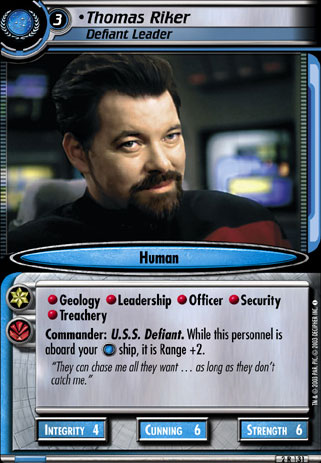 3
•Thomas Riker
Defiant Leader
Human
Geology Leadership Officer Security
Treachery
Commander: U.S.S. Defiant. While this personnel is
aboard your ship, it is Range +2.
"They can chase me all they want … as long as they don't
catch me."
INTEGRITY 4 CUNNING 6 STRENGTH 6